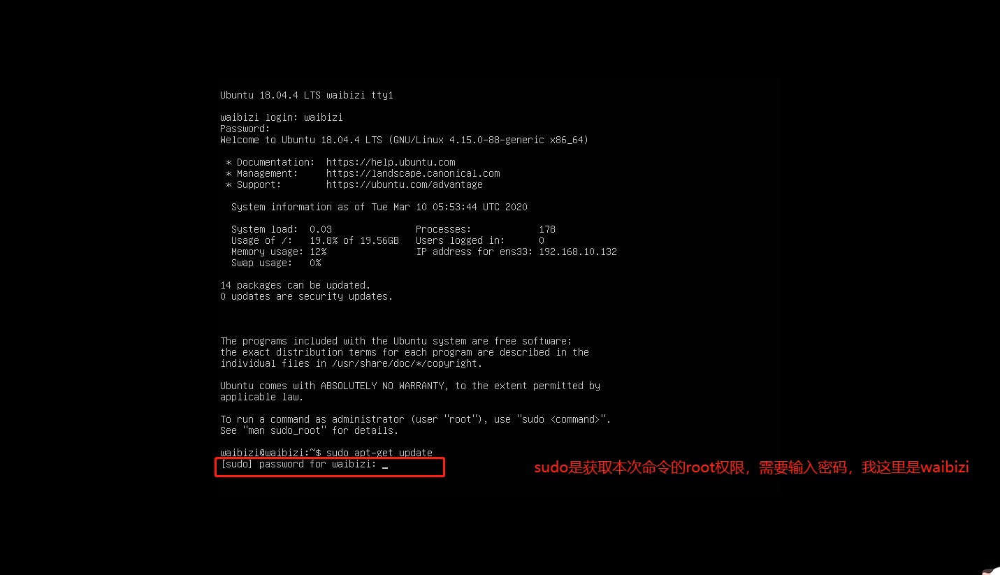 Ubuntu 18.04.4 LTS waibizi tty1
waibizi login: waibizi
Password:
Welcome to Ubuntu 18.04.4 LTS (GNU/Linux 4.15.0-88-generic x86_64)
* Documentation:  https://help.ubuntu.com
* Management:     https://landscape.canonical.com
* Support:        https://ubuntu.com/advantage
System information as of Tue Mar 10 05:53:44 UTC 2020
System load:  0.03               Processes:            178
Usage of /:   19.8% of 19.56GB   Users logged in:      0
Memory usage: 12%                IP address for ens33: 192.168.10.132
Swap usage:   0%
14 packages can be updated.
0 updates are security updates.
The programs included with the Ubuntu system are free software;
the exact distribution terms for each program are described in the
individual files in /usr/share/doc/*/copyright.
Ubuntu comes with ABSOLUTELY NO WARRANTY, to the extent permitted by
applicable law.
To run a command as administrator (user "root"), use "sudo <command>".
See "man sudo_root" for details.
waibizi@waibizi:~$ sudo apt-get update
[sudo] password for waibizi: _
sudo是获取本次命令的root权限，需要输入密码，我这里是waibizi